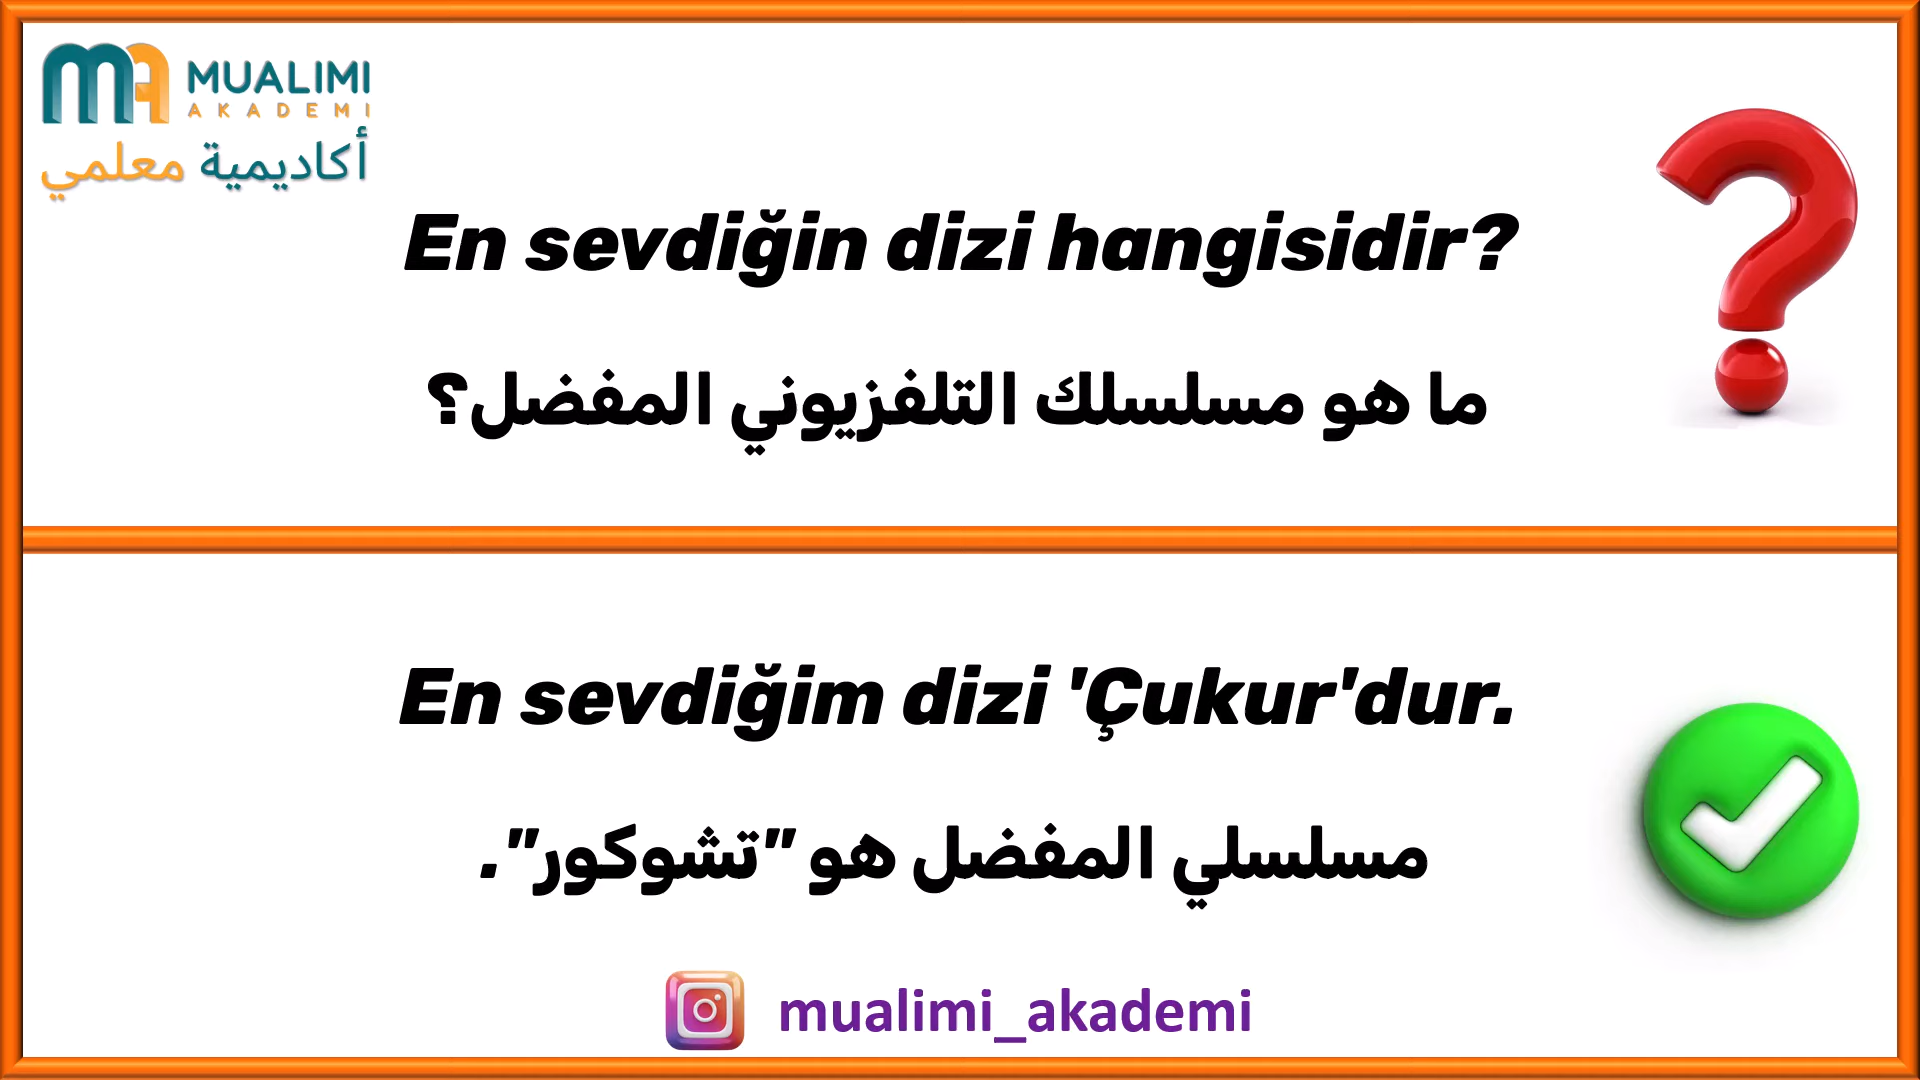 MUALIMI
AKADEMI
أكاديمية معلمي
En sevdiğin dizi hangisidir?
ما هو مسلسلك التلفزيوني المفضل؟
En sevdiğim dizi 'Çukur'dur.
مسلسلي المفضل هو "تشوكور".
mualimi_akademi